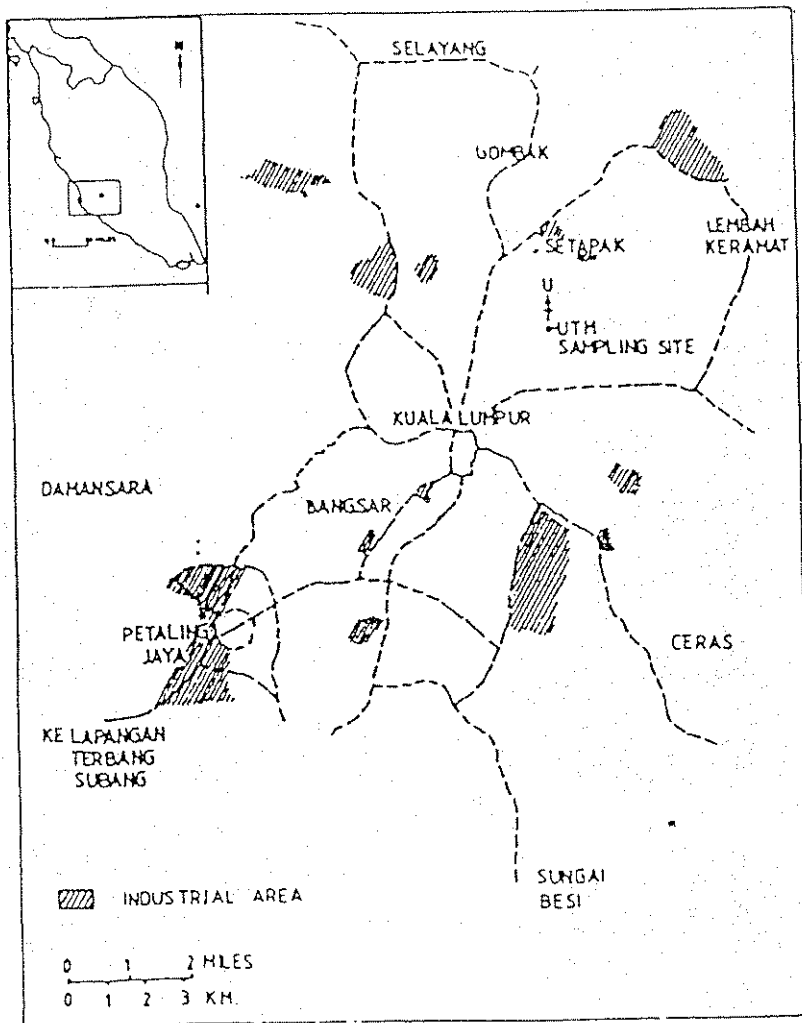 N
SELAYANG
GOMBAK
LEMBAH
KERAMAT
SETAPAK
U
UTM
SAMPLING SITE
KUALA LUMPUR
DAMANSARA
BANGSAR
PETALING
JAYA
CERAS
KE LAPANGAN
TERBANG
SUBANG
SUNGAI
BESI
INDUSTRIAL AREA
0 1 2 MILES
0 1 2 3 KM.